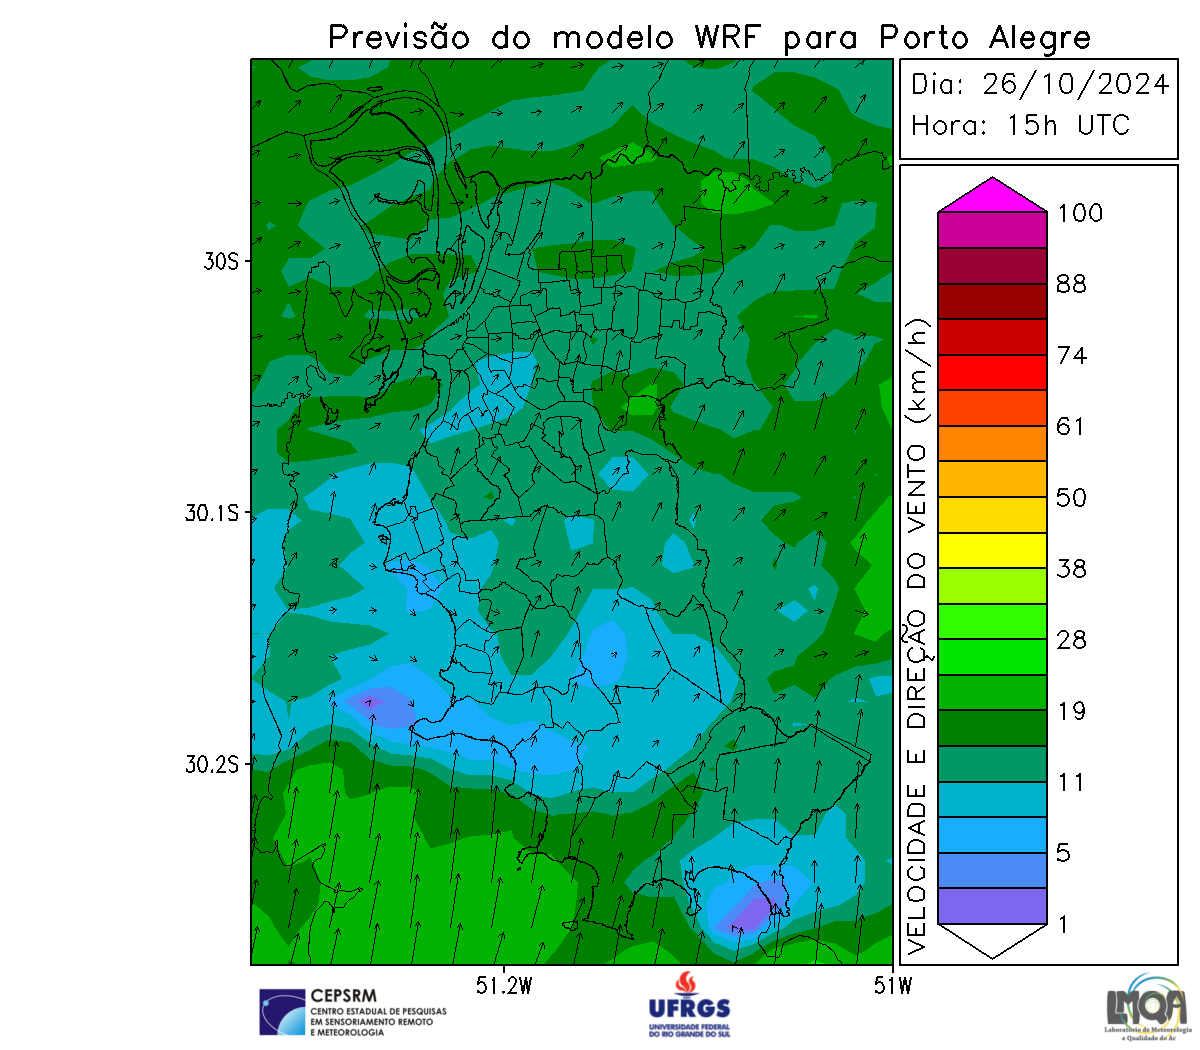 Previsão do modelo WRF para Porto Alegre
Dia: 26/10/2024
Hora: 15h UTC
100
88
74
61
50
38
28
19
11
5
1
VELOCIDADE E DIREÇÃO DO VENTO (km/h)
30S
30.1S
30.2S
51.2W
51W
CEPSRM
CENTRO ESTADUAL DE PESQUISAS
EM SENSORIAMENTO REMOTO
E METEOROLOGIA
UFRGS
UNIVERSIDADE FEDERAL
DO RIO GRANDE DO SUL
LMQA
Laboratório de Meteorologia
e Qualidade do Ar